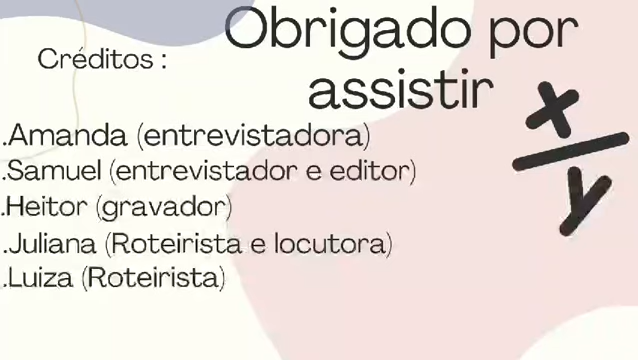 Obrigado por
assistir
Créditos :
.Amanda (entrevistadora)
.Samuel (entrevistador e editor)
.Heitor (gravador)
.Juliana (Roteirista e locutora)
.Luiza (Roteirista)
x
y